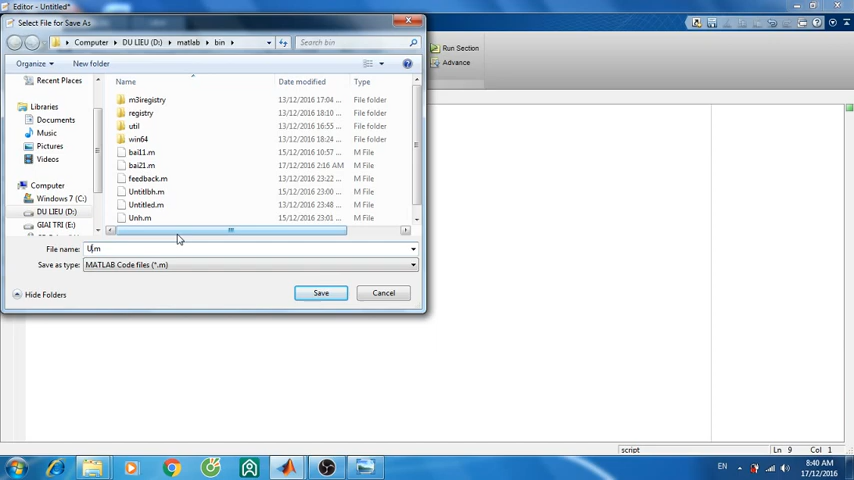 Editor - Untitled*
Select File for Save As
Computer DU LIEU (D:) matlab bin
Search bin
Run Section
Organize
New folder
Advance
Recent Places
Name
Date modified
Type
m3iregistry
13/12/2016 17:04 ...
File folder
Libraries
registry
13/12/2016 18:10 ...
File folder
Documents
util
13/12/2016 16:55 ...
File folder
Music
win64
13/12/2016 18:24 ...
File folder
Pictures
bai11.m
15/12/2016 10:57 ...
M File
Videos
bai21.m
17/12/2016 2:16 AM
M File
feedback.m
13/12/2016 23:22 ...
M File
Computer
Untitlbh.m
15/12/2016 23:00 ...
M File
Windows 7 (C:)
Untitled.m
13/12/2016 23:48 ...
M File
DU LIEU (D:)
Unh.m
15/12/2016 23:01 ...
M File
GIAI TRI (E:)
File name: U.m
Save as type: MATLAB Code files (*.m)
Hide Folders
Save
Cancel
script
Ln 9 Col 1
EN
8:40 AM
17/12/2016